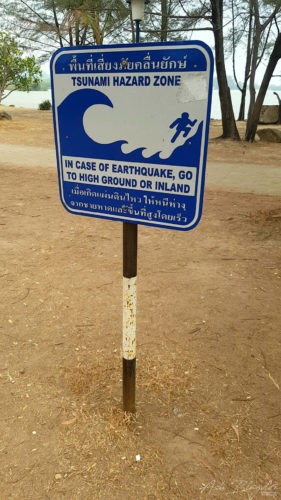 พื้นที่เสี่ยงภัยคลื่นยักษ์
TSUNAMI HAZARD ZONE
IN CASE OF EARTHQUAKE, GO
TO HIGH GROUND OR INLAND
เมื่อเกิดแผ่นดินไหว ให้หนีห่าง
จากชายหาดและขึ้นที่สูงโดยเร็ว